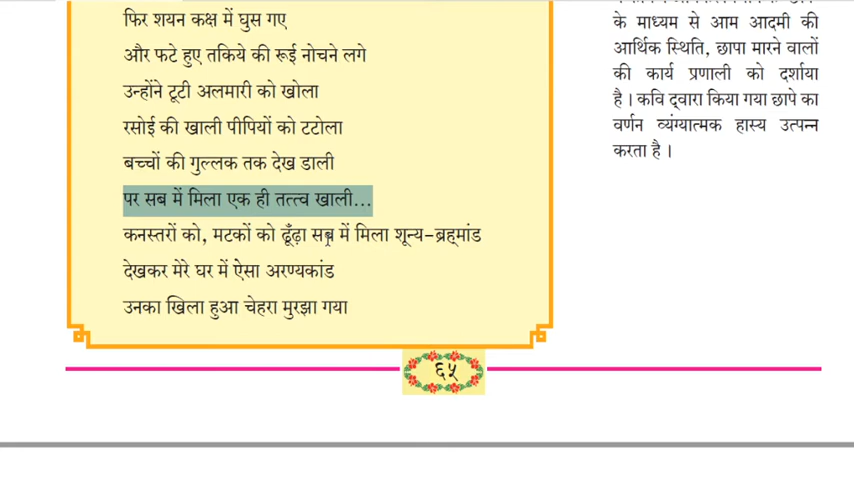 फिर शयन कक्ष में घुस गए
और फटे हुए तकिये की रूई नोचने लगे
उन्होंने टूटी अलमारी को खोला
रसोई की खाली पीपियों को टटोला
बच्चों की गुल्लक तक देख डाली
पर सब में मिला एक ही तत्त्व खाली...
कनस्तरों को, मटकों को ढूँढ़ा सब में मिला शून्य-ब्रह्मांड
देखकर मेरे घर में ऐसा अरण्यकांड
उनका खिला हुआ चेहरा मुरझा गया
के माध्यम से आम आदमी की
आर्थिक स्थिति, छापा मारने वालों
की कार्य प्रणाली को दर्शाया
है । कवि द्वारा किया गया छापे का
वर्णन व्यंग्यात्मक हास्य उत्पन्न
करता है ।
६५